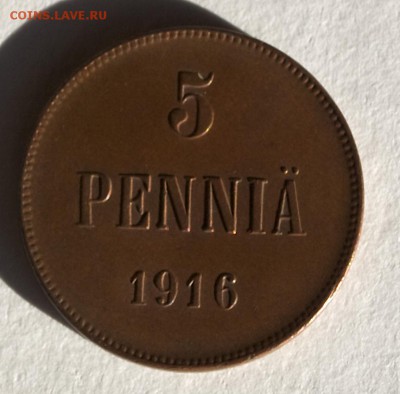 COINS.LAVE.RU
5
PENNIÄ
1916